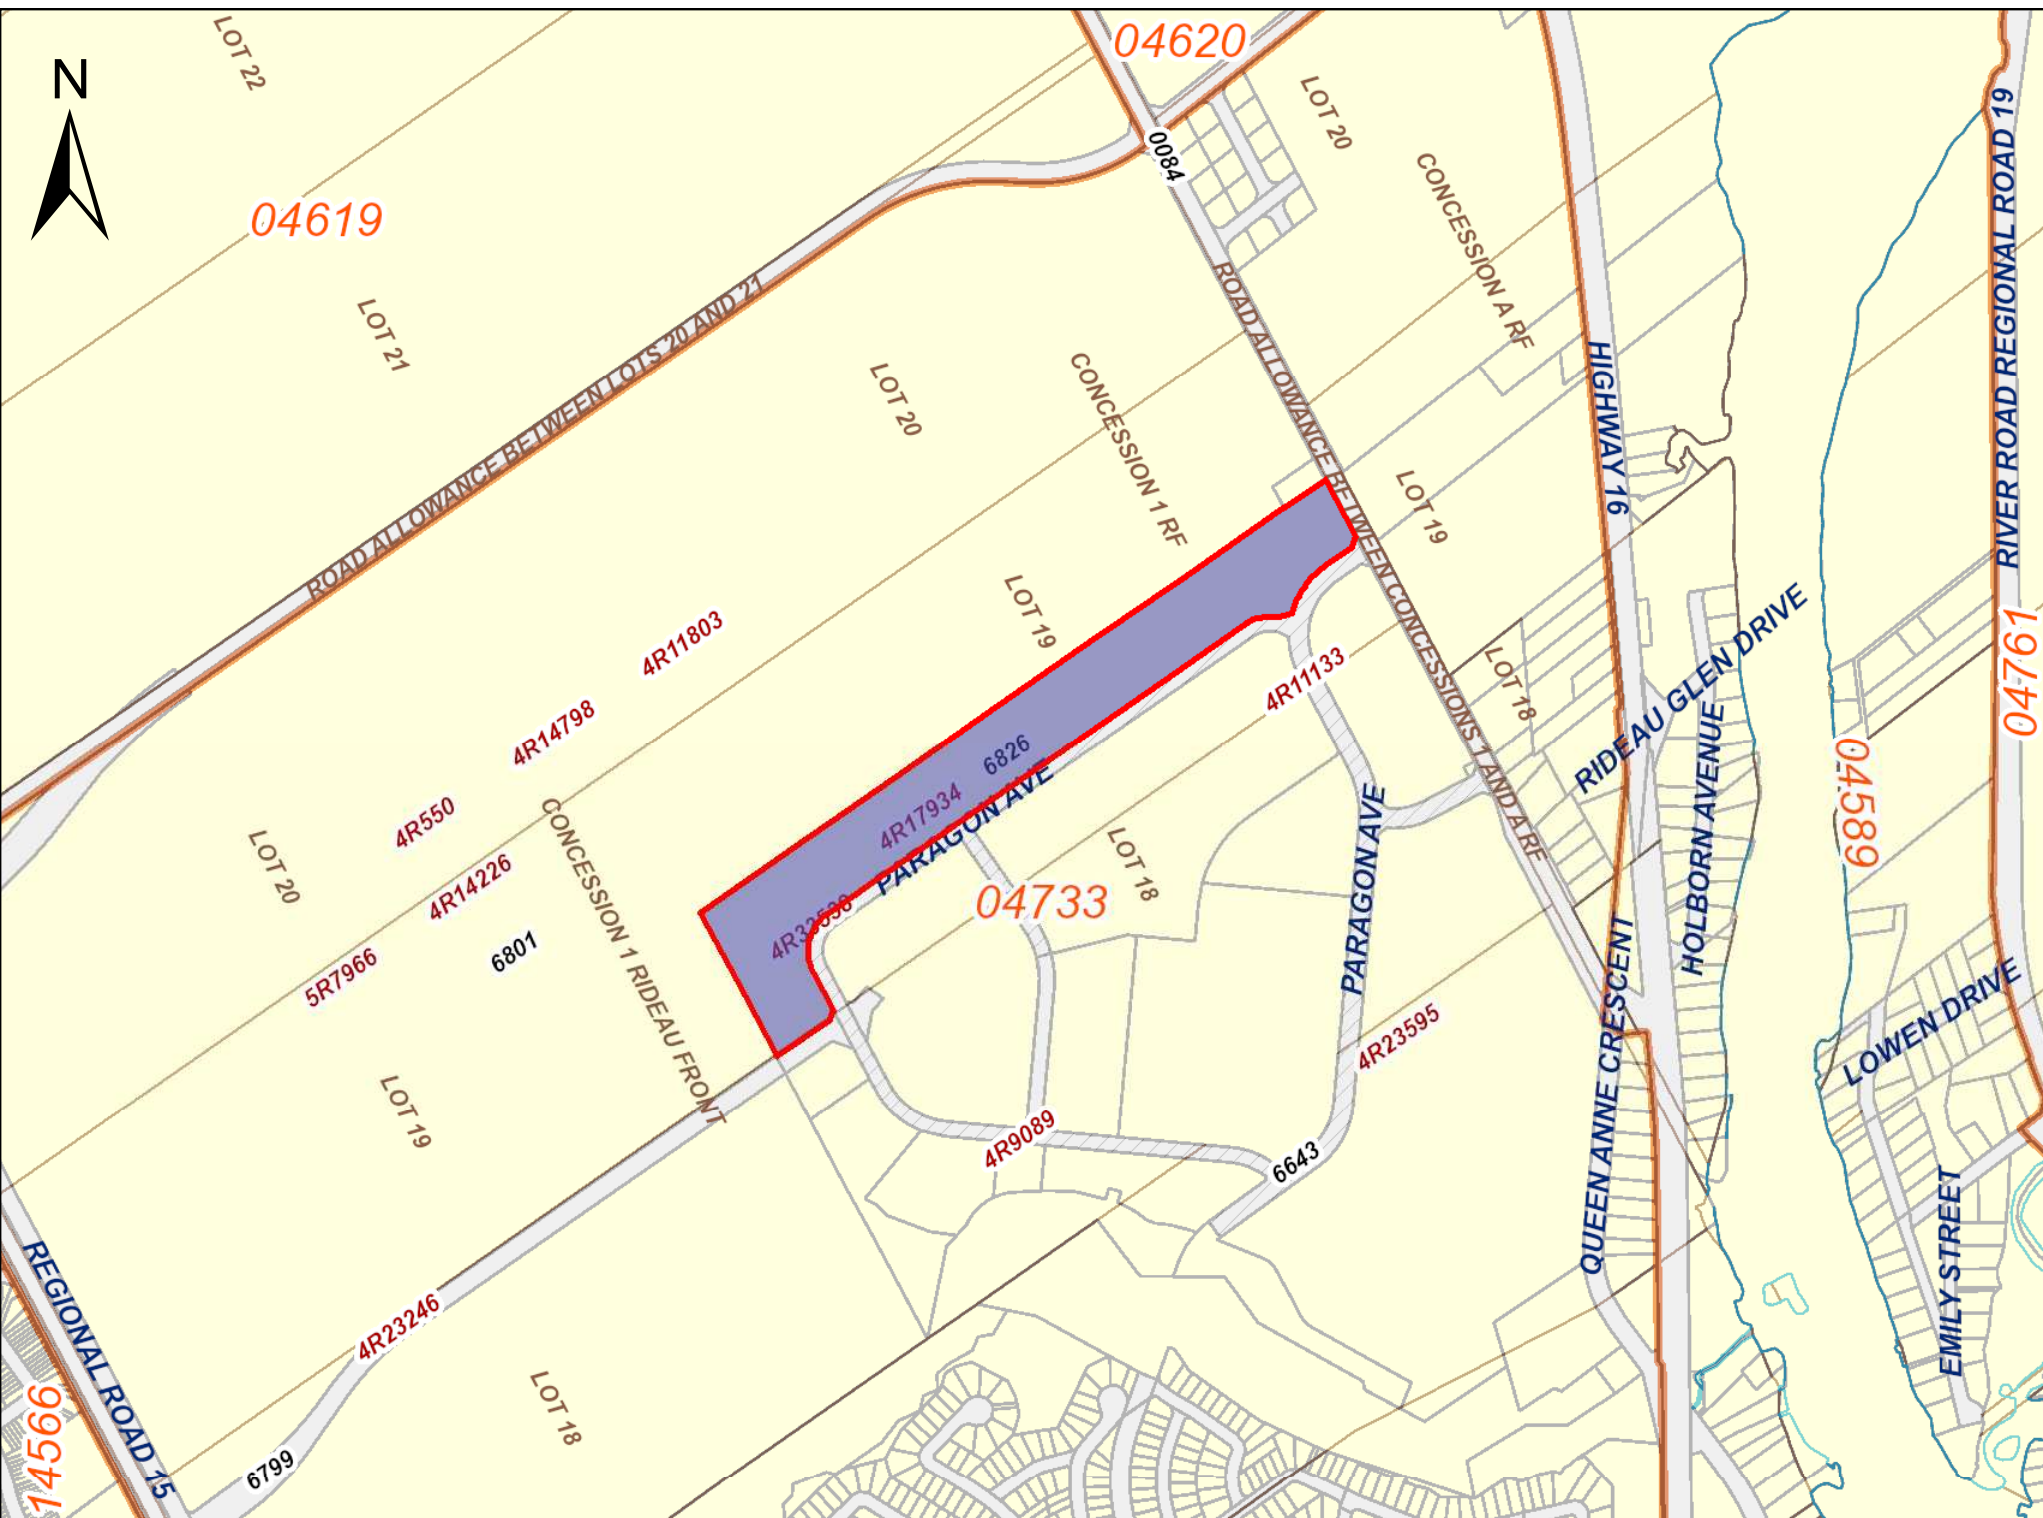 N
LOT 22
04620
LOT 20
0084
CONCESSION A RF
RIVER ROAD REGIONAL ROAD 19
04619
LOT 21
ROAD ALLOWANCE BETWEEN LOTS 20 AND 21
LOT 20
CONCESSION 1 RF
ROAD ALLOWANCE BETWEEN CONCESSIONS 1 AND A RF
HIGHWAY 16
LOT 19
LOT 19
4R11803
4R11133
LOT 18
RIDEAU GLEN DRIVE
04761
4R14798
6826
4R17934
PARAGON AVE
PARAGON AVE
HOLBORN AVENUE
04589
4R550
LOT 20
4R14226
CONCESSION 1 RIDEAU FRONT
04733
LOT 18
6801
5R7966
QUEEN ANNE CRESCENT
LOWEN DRIVE
4R23595
LOT 19
4R9089
6643
EMILY STREET
REGIONAL ROAD 15
4R23246
LOT 18
14566
6799